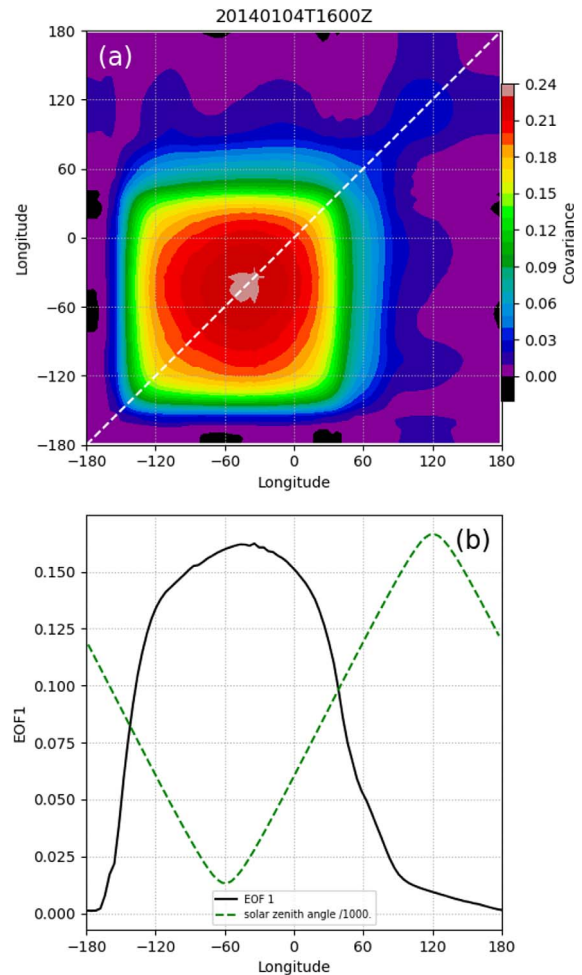 20140104T1600Z
(a)
180
120
60
0
−60
−120
−180
Longitude
−180 −120 −60 0 60 120 180
Longitude
0.24
0.21
0.18
0.15
0.12
0.09
0.06
0.03
0.00
Covariance
(b)
0.150
0.125
0.100
0.075
0.050
0.025
0.000
EOF1
EOF 1
solar zenith angle /1000.
−180 −120 −60 0 60 120 180
Longitude